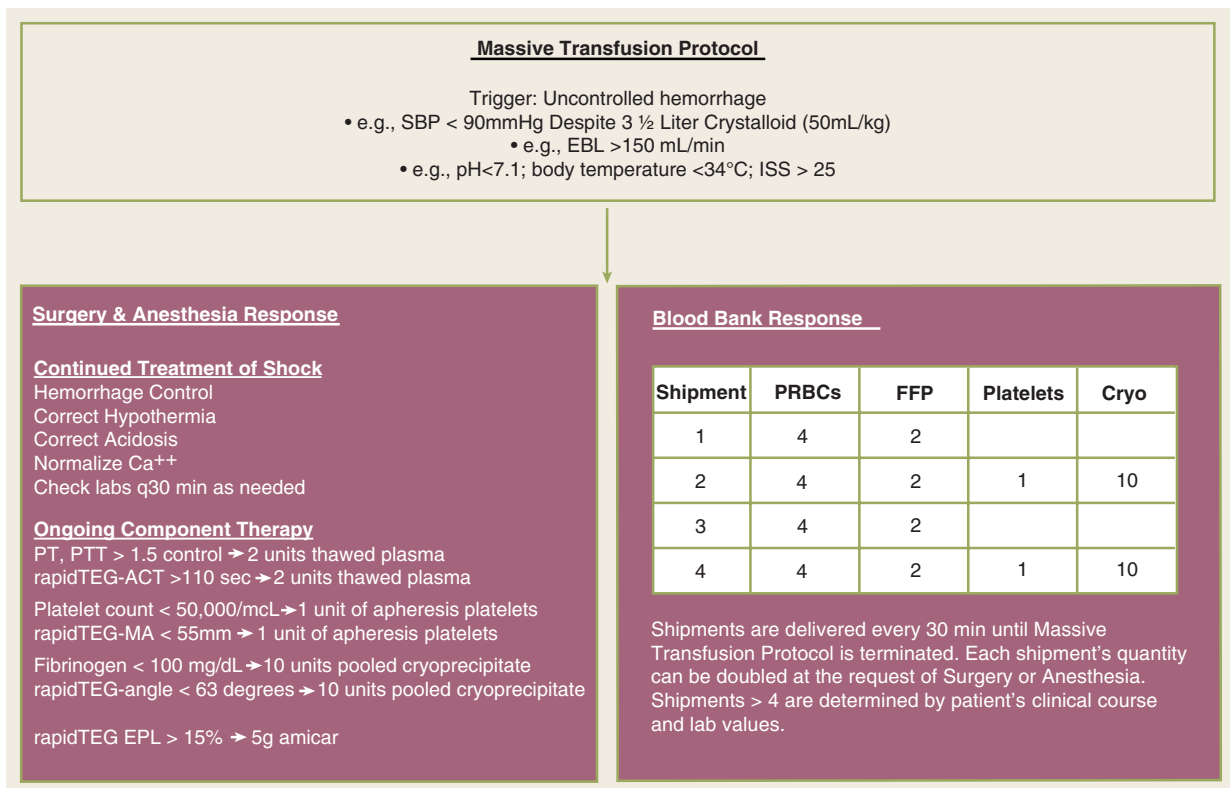 Massive Transfusion Protocol
Trigger: Uncontrolled hemorrhage
• e.g., SBP < 90mmHg Despite 3 ½ Liter Crystalloid (50mL/kg)
• e.g., EBL >150 mL/min
• e.g., pH<7.1; body temperature <34°C; ISS > 25
Surgery & Anesthesia Response
Continued Treatment of Shock
Hemorrhage Control
Correct Hypothermia
Correct Acidosis
Normalize Ca++
Check labs q30 min as needed
Ongoing Component Therapy
PT, PTT > 1.5 control ➔ 2 units thawed plasma
rapidTEG-ACT >110 sec ➔ 2 units thawed plasma
Platelet count < 50,000/mcL ➔ 1 unit of apheresis platelets
rapidTEG-MA < 55mm ➔ 1 unit of apheresis platelets
Fibrinogen < 100 mg/dL ➔ 10 units pooled cryoprecipitate
rapidTEG-angle < 63 degrees ➔ 10 units pooled cryoprecipitate
rapidTEG EPL > 15% ➔ 5g amicar
Blood Bank Response
Shipment PRBCs FFP Platelets Cryo
1 4 2
2 4 2 1 10
3 4 2
4 4 2 1 10
Shipments are delivered every 30 min until Massive
Transfusion Protocol is terminated. Each shipment's quantity
can be doubled at the request of Surgery or Anesthesia.
Shipments > 4 are determined by patient's clinical course
and lab values.